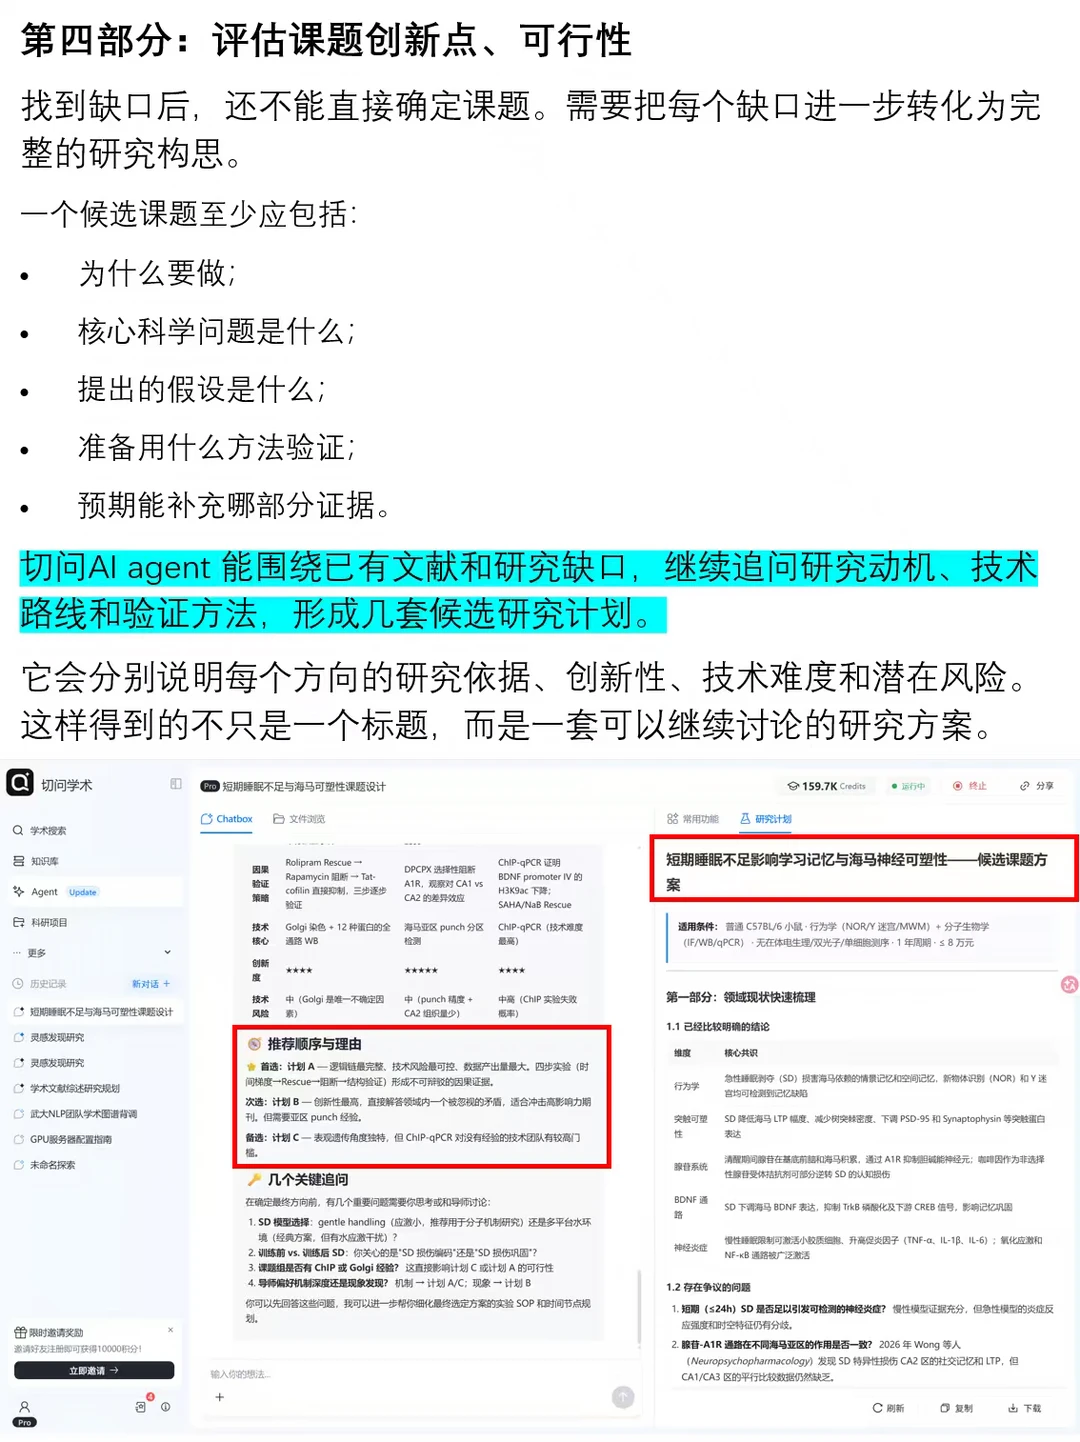 第四部分：评估课题创新点、可行性
找到缺口后，还不能直接确定课题。需要把每个缺口进一步转化为完
整的研究构思。
一个候选课题至少应包括：
• 为什么要做；
• 核心科学问题是什么；
• 提出的假设是什么；
• 准备用什么方法验证；
• 预期能补充哪部分证据。
切问AI agent 能围绕已有文献和研究缺口，继续追问研究动机、技术
路线和验证方法，形成几套候选研究计划。
它会分别说明每个方向的研究依据、创新性、技术难度和潜在风险。
这样得到的不只是一个标题，而是一套可以继续讨论的研究方案。
切问学术
学术搜索
知识库
Agent Update
科研项目
更多
历史记录 新对话 +
短期睡眠不足与海马可塑性课题设计
灵感发现研究
灵感发现研究
学术文献综述研究规划
武大NLP团队学术图谱背调
GPU服务器配置指南
未命名探索
限时邀请奖励 ×
邀请好友注册即可获得10000积分!
立即邀请 →
4
Pro
Pro 短期睡眠不足与海马可塑性课题设计
159.7K Credits 运行中 终止 分享
Chatbox 文件浏览
因果
验证
策略
Rolipram Rescue →
Rapamycin 阻断 → Tat-
cofilin 直接抑制，三步逐步
验证
DPCPX 选择性阻断
A1R，观察对 CA1 vs
CA2 的差异效应
ChIP-qPCR 证明
BDNF promoter IV 的
H3K9ac 下降；
SAHA/NaB Rescue
技术
核心
Golgi 染色 + 12 种蛋白的全
通路 WB
海马亚区 punch 分区
检测
ChIP-qPCR（技术难度
最高）
创新
度
★★★★
★★★★★
★★★★
技术
风险
中（Golgi 是唯一不确定因
素）
中（punch 精度 +
CA2 组织量少）
中高（ChIP 实验失败
概率）
推荐顺序与理由
首选：计划 A — 逻辑链最完整、技术风险最可控、数据产出量最大。四步实验（时
间梯度→Rescue→阻断→结构验证）形成不可辩驳的因果证据。
次选：计划 B — 创新性最高，直接解答领域内一个被忽视的矛盾，适合冲击高影响力期
刊。但需要亚区 punch 经验。
备选：计划 C — 表观遗传角度独特，但 ChIP-qPCR 对没有经验的技术团队有较高门
槛。
几个关键追问
在确定最终方向前，有几个重要问题需要你思考或和导师讨论：
1. SD 模型选择：gentle handling（应激小，推荐用于分子机制研究）还是多平台水环
境（经典方案，但有水应激干扰）？
2. 训练前 vs. 训练后 SD：你关心的是"SD 损伤编码"还是"SD 损伤巩固"？
3. 课题组是否有 ChIP 或 Golgi 经验？ 这直接影响计划 C 或计划 A 的可行性
4. 导师偏好机制深度还是现象发现？ 机制 → 计划 A/C；现象 → 计划 B
你可以先回答这些问题，我可以进一步帮你细化最终选定方案的实验 SOP 和时间节点规
划。
输入你的想法...
+
常用功能 研究计划
短期睡眠不足影响学习记忆与海马神经可塑性——候选课题方
案
适用条件： 普通 C57BL/6 小鼠 · 行为学（NOR/Y 迷宫/MWM）+ 分子生物学
（IF/WB/qPCR） · 无在体电生理/双光子/单细胞测序 · 1 年周期 · ≤ 8 万元
第一部分：领域现状快速梳理
1.1 已经比较明确的结论
维度 核心共识
行为学
急性睡眠剥夺（SD）损害海马依赖的情景记忆和空间记忆，新物体识别（NOR）和 Y 迷
宫均可检测到记忆缺陷
突触可塑
性
SD 降低海马 LTP 幅度、减少树突棘密度、下调 PSD-95 和 Synaptophysin 等突触蛋白
表达
腺苷系统
清醒期间腺苷在基底前脑和海马积累，通过 A1R 抑制胆碱能神经元；咖啡因作为非选择
性腺苷受体拮抗剂可部分逆转 SD 的认知损伤
BDNF 通
路
SD 下调海马 BDNF 表达，抑制 TrkB 磷酸化及下游 CREB 信号，影响记忆巩固
神经炎症
慢性睡眠限制可激活小胶质细胞、升高促炎因子（TNF-α、IL-1β、IL-6）；氧化应激和
NF-κB 通路被广泛激活
1.2 存在争议的问题
1. 短期（≤24h）SD 是否足以引发可检测的神经炎症？ 慢性模型证据充分，但急性模型的炎症反
应强度和时空特征仍有分歧。
2. 腺苷-A1R 通路在不同海马亚区的作用是否一致？ 2026 年 Wong 等人
（Neuropsychopharmacology）发现 SD 特异性损伤 CA2 区的社交记忆和 LTP，但
CA1/CA3 区的平行比较数据仍然缺乏。
刷新 复制 下载